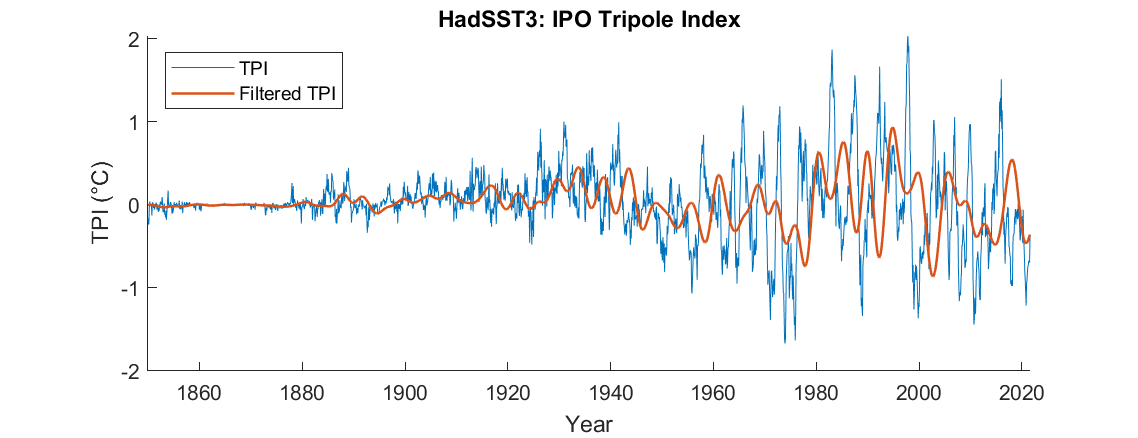 HadSST3: IPO Tripole Index
TPI
Filtered TPI
TPI (°C)
2
1
0
-1
-2
1860 1880 1900 1920 1940 1960 1980 2000 2020
Year